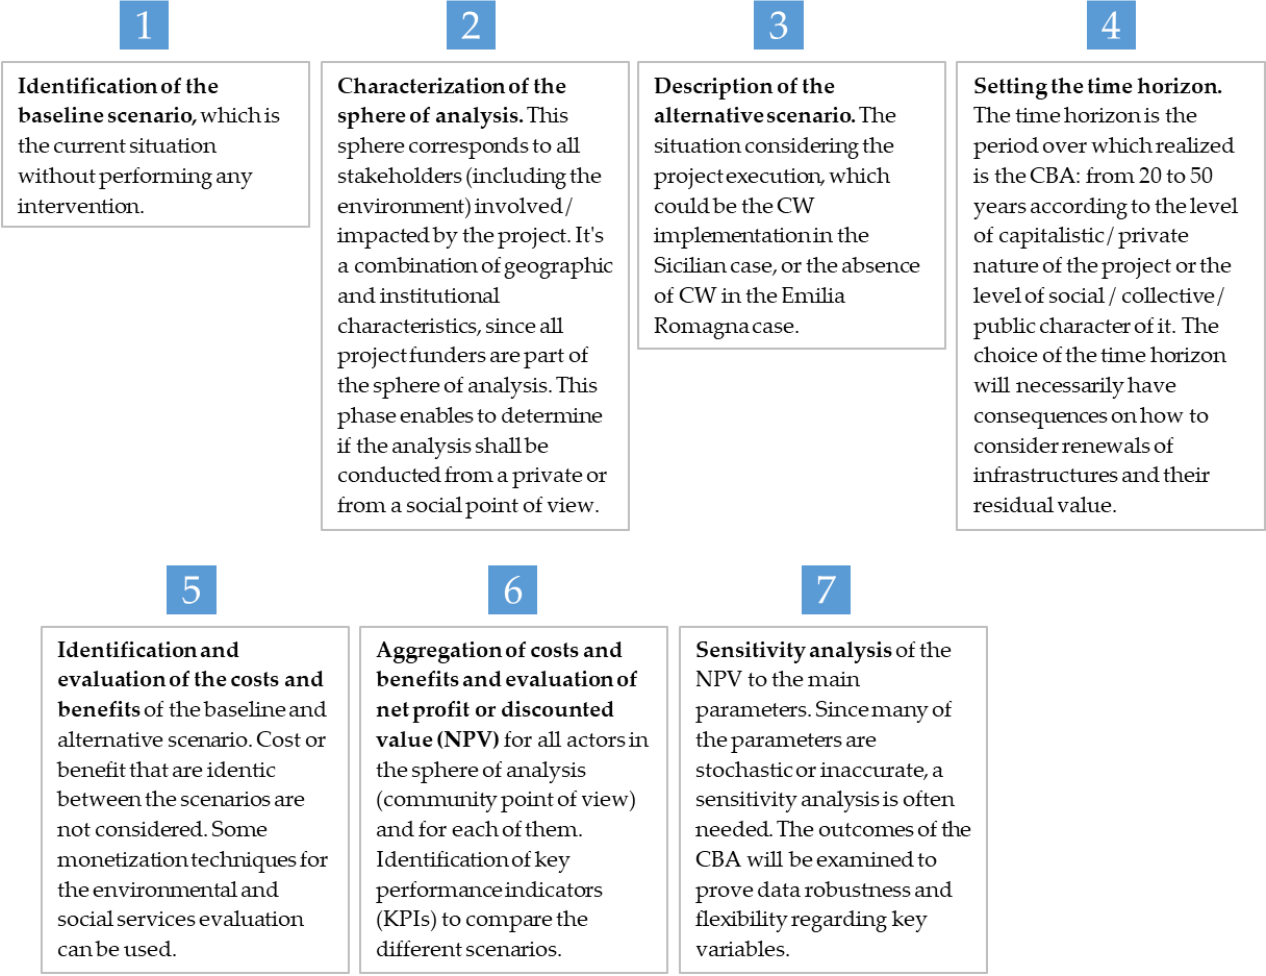 1
Identification of the
baseline scenario, which is
the current situation
without performing any
intervention.
2
Characterization of the
sphere of analysis. This
sphere corresponds to all
stakeholders (including the
environment) involved/
impacted by the project. It's
a combination of geographic
and institutional
characteristics, since all
project funders are part of
the sphere of analysis. This
phase enables to determine
if the analysis shall be
conducted from a private or
from a social point of view.
3
Description of the
alternative scenario. The
situation considering the
project execution, which
could be the CW
implementation in the
Sicilian case, or the absence
of CW in the Emilia
Romagna case.
4
Setting the time horizon.
The time horizon is the
period over which realized
is the CBA: from 20 to 50
years according to the level
of capitalistic/ private
nature of the project or the
level of social / collective/
public character of it. The
choice of the time horizon
will necessarily have
consequences on how to
consider renewals of
infrastructures and their
residual value.
5
Identification and
evaluation of the costs and
benefits of the baseline and
alternative scenario. Cost or
benefit that are identic
between the scenarios are
not considered. Some
monetization techniques for
the environmental and
social services evaluation
can be used.
6
Aggregation of costs and
benefits and evaluation of
net profit or discounted
value (NPV) for all actors in
the sphere of analysis
(community point of view)
and for each of them.
Identification of key
performance indicators
(KPIs) to compare the
different scenarios.
7
Sensitivity analysis of the
NPV to the main
parameters. Since many of
the parameters are
stochastic or inaccurate, a
sensitivity analysis is often
needed. The outcomes of the
CBA will be examined to
prove data robustness and
flexibility regarding key
variables.